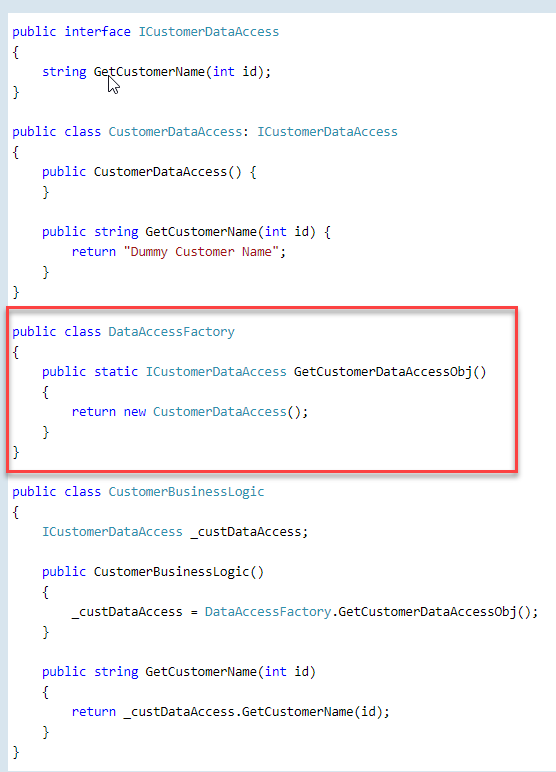 public interface ICustomerDataAccess
{
    string GetCustomerName(int id);
}
public class CustomerDataAccess: ICustomerDataAccess
{
    public CustomerDataAccess() {
    }
    public string GetCustomerName(int id) {
        return "Dummy Customer Name";
    }
}
public class DataAccessFactory
{
    public static ICustomerDataAccess GetCustomerDataAccessObj()
    {
        return new CustomerDataAccess();
    }
}
public class CustomerBusinessLogic
{
    ICustomerDataAccess _custDataAccess;
    public CustomerBusinessLogic()
    {
        _custDataAccess = DataAccessFactory.GetCustomerDataAccessObj();
    }
    public string GetCustomerName(int id)
    {
        return _custDataAccess.GetCustomerName(id);
    }
}